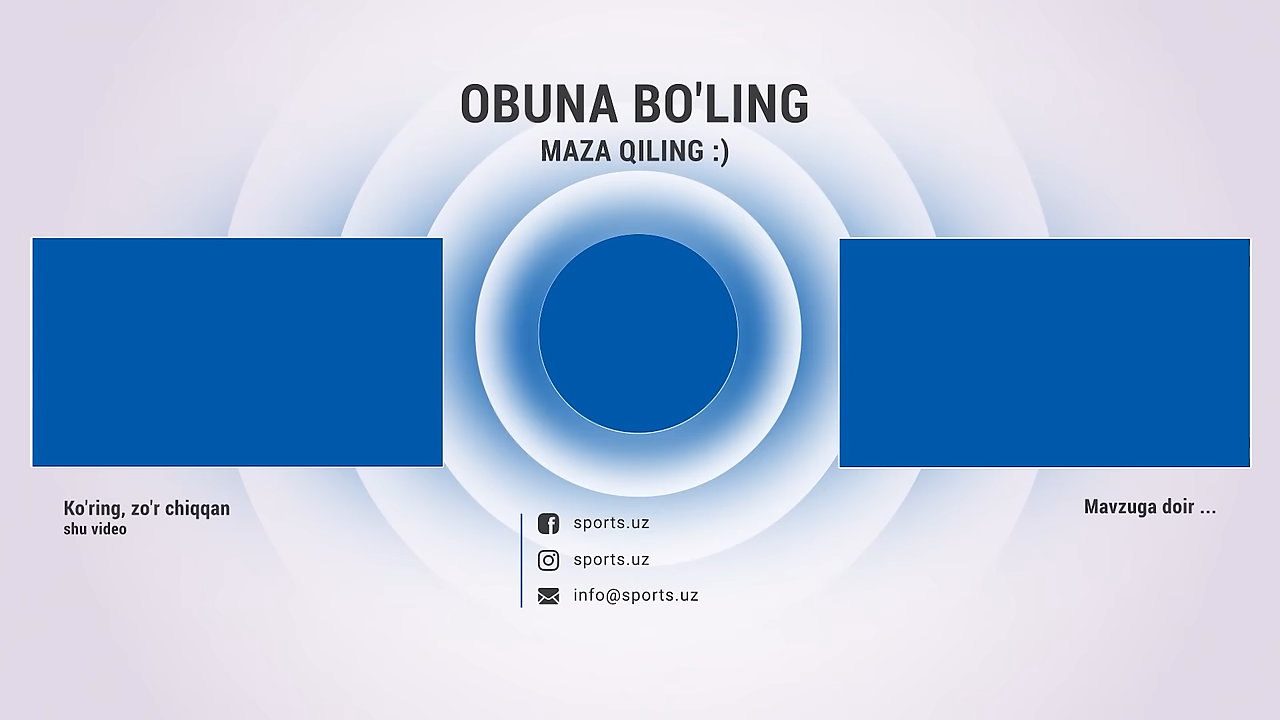 OBUNA BO'LING
MAZA QILING :)
Ko'ring, zo'r chiqqan
shu video
Mavzuga doir ...
sports.uz
sports.uz
info@sports.uz